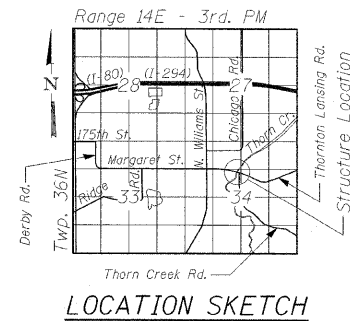 Range 14E - 3rd. PM
N
(I-80)
(I-294)
28
27
175th St.
N. Williams St.
Chicago Rd.
Thorn Cr.
Margaret St.
Derby Rd.
Twp. 36N
Ridge Rd.
33
34
Thornton Lansing Rd.
Structure Location
Thorn Creek Rd.
LOCATION SKETCH